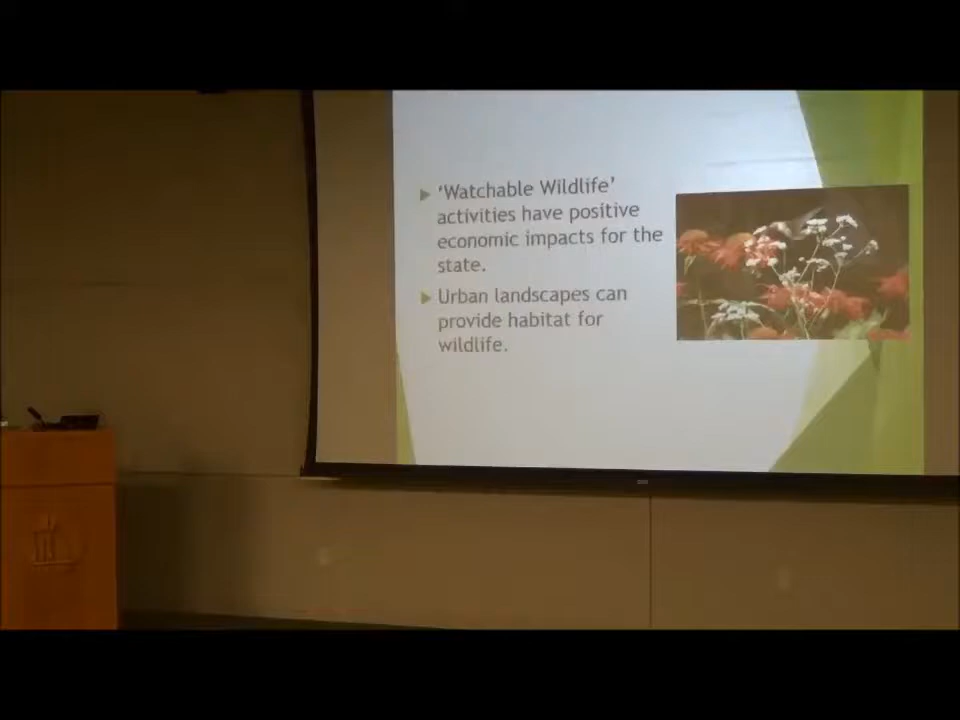 ‘Watchable Wildlife’
activities have positive
economic impacts for the
state.
Urban landscapes can
provide habitat for
wildlife.